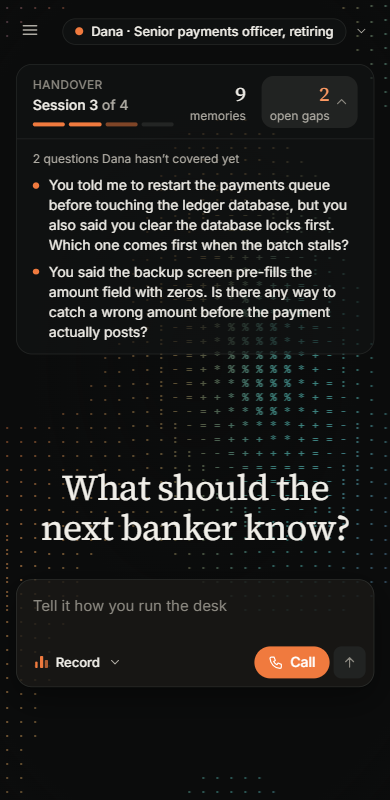 Dana · Senior payments officer, retiring
HANDOVER
Session 3 of 4
9
memories
2
open gaps
2 questions Dana hasn't covered yet
You told me to restart the payments queue
before touching the ledger database, but you
also said you clear the database locks first.
Which one comes first when the batch stalls?
You said the backup screen pre-fills the
amount field with zeros. Is there any way to
catch a wrong amount before the payment
actually posts?
What should the
next banker know?
Tell it how you run the desk
Record
Call